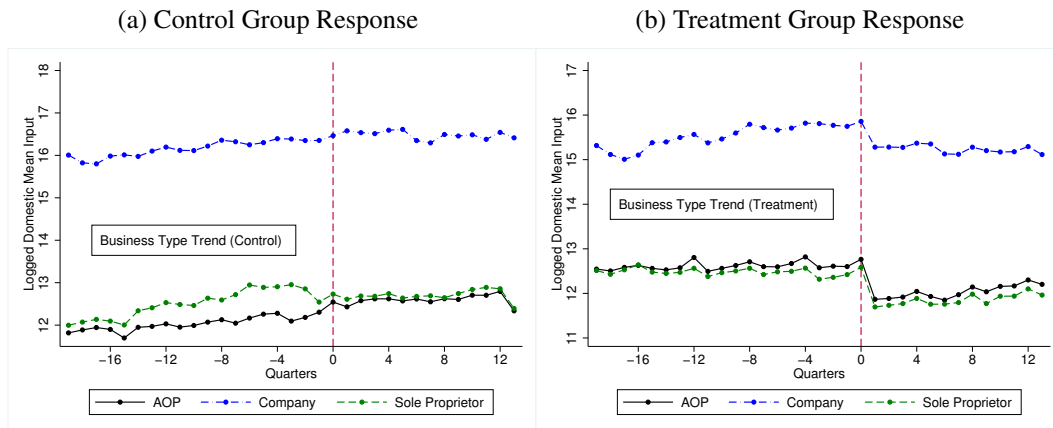 (a) Control Group Response
(b) Treatment Group Response
Logged Domestic Mean Input
18
17
16
15
14
13
12
Business Type Trend (Control)
−16 −12 −8 −4 0 4 8 12
Quarters
AOP Company Sole Proprietor
Logged Domestic Mean Input
17
16
15
14
13
12
11
Business Type Trend (Treatment)
−16 −12 −8 −4 0 4 8 12
Quarters
AOP Company Sole Proprietor